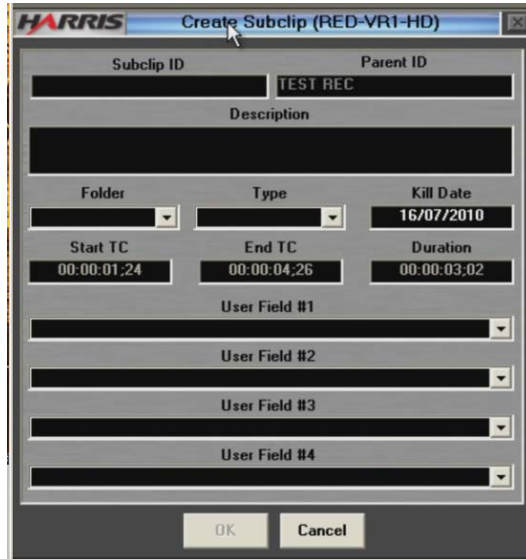 HARRIS Create Subclip (RED-VR1-HD)
Subclip ID Parent ID
TEST REC
Description
Folder Type Kill Date
16/07/2010
Start TC End TC Duration
00:00:01;24 00:00:04;26 00:00:03;02
User Field #1
User Field #2
User Field #3
User Field #4
OK Cancel